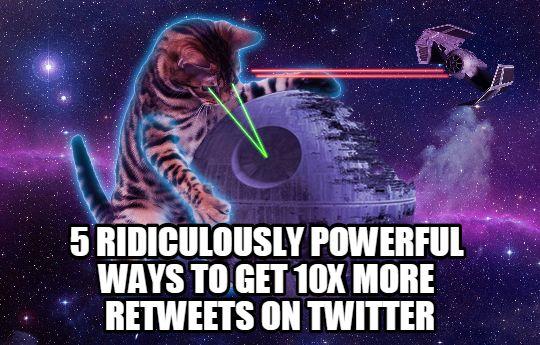 5 RIDICULOUSLY POWERFUL
WAYS TO GET 10X MORE
RETWEETS ON TWITTER